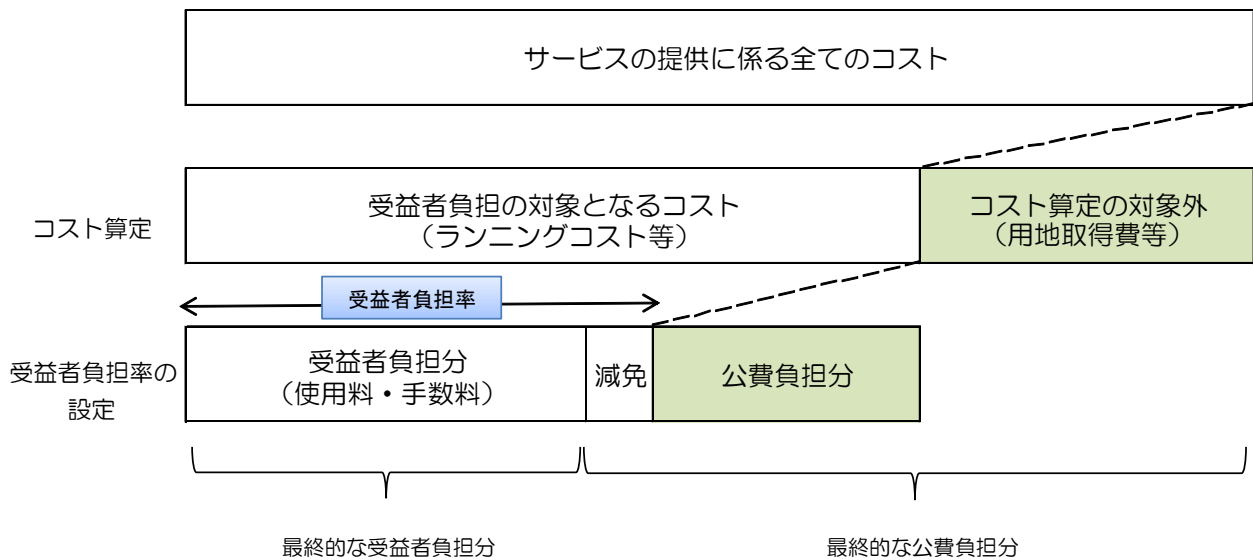 サービスの提供に係る全てのコスト
コスト算定
受益者負担の対象となるコスト
（ランニングコスト等）
コスト算定の対象外
（用地取得費等）
受益者負担率
受益者負担率の
設定
受益者負担分
（使用料・手数料）
減免
公費負担分
最終的な受益者負担分
最終的な公費負担分